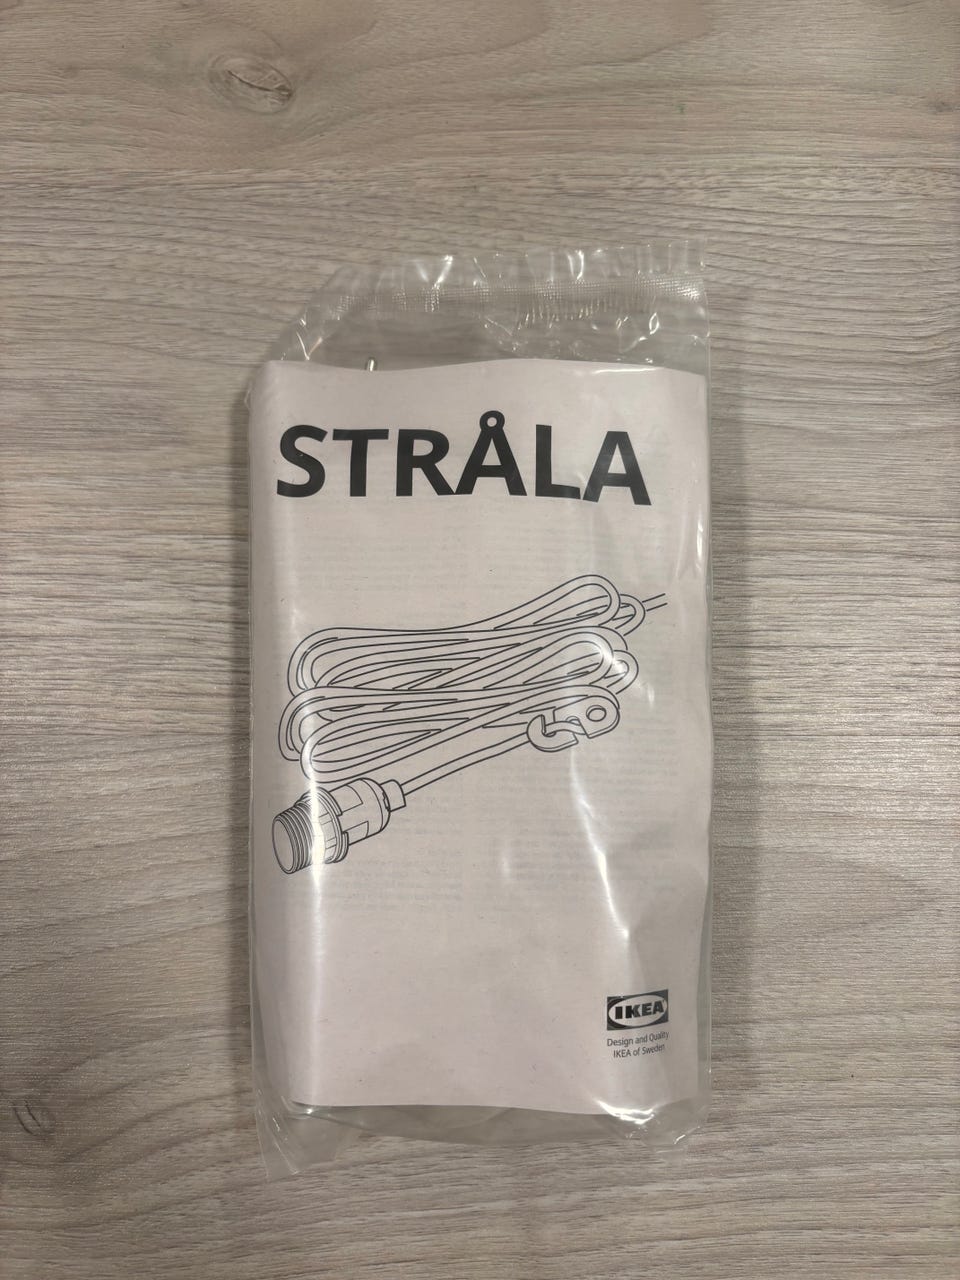 STRÅLA
IKEA
Design and Quality
IKEA of Sweden